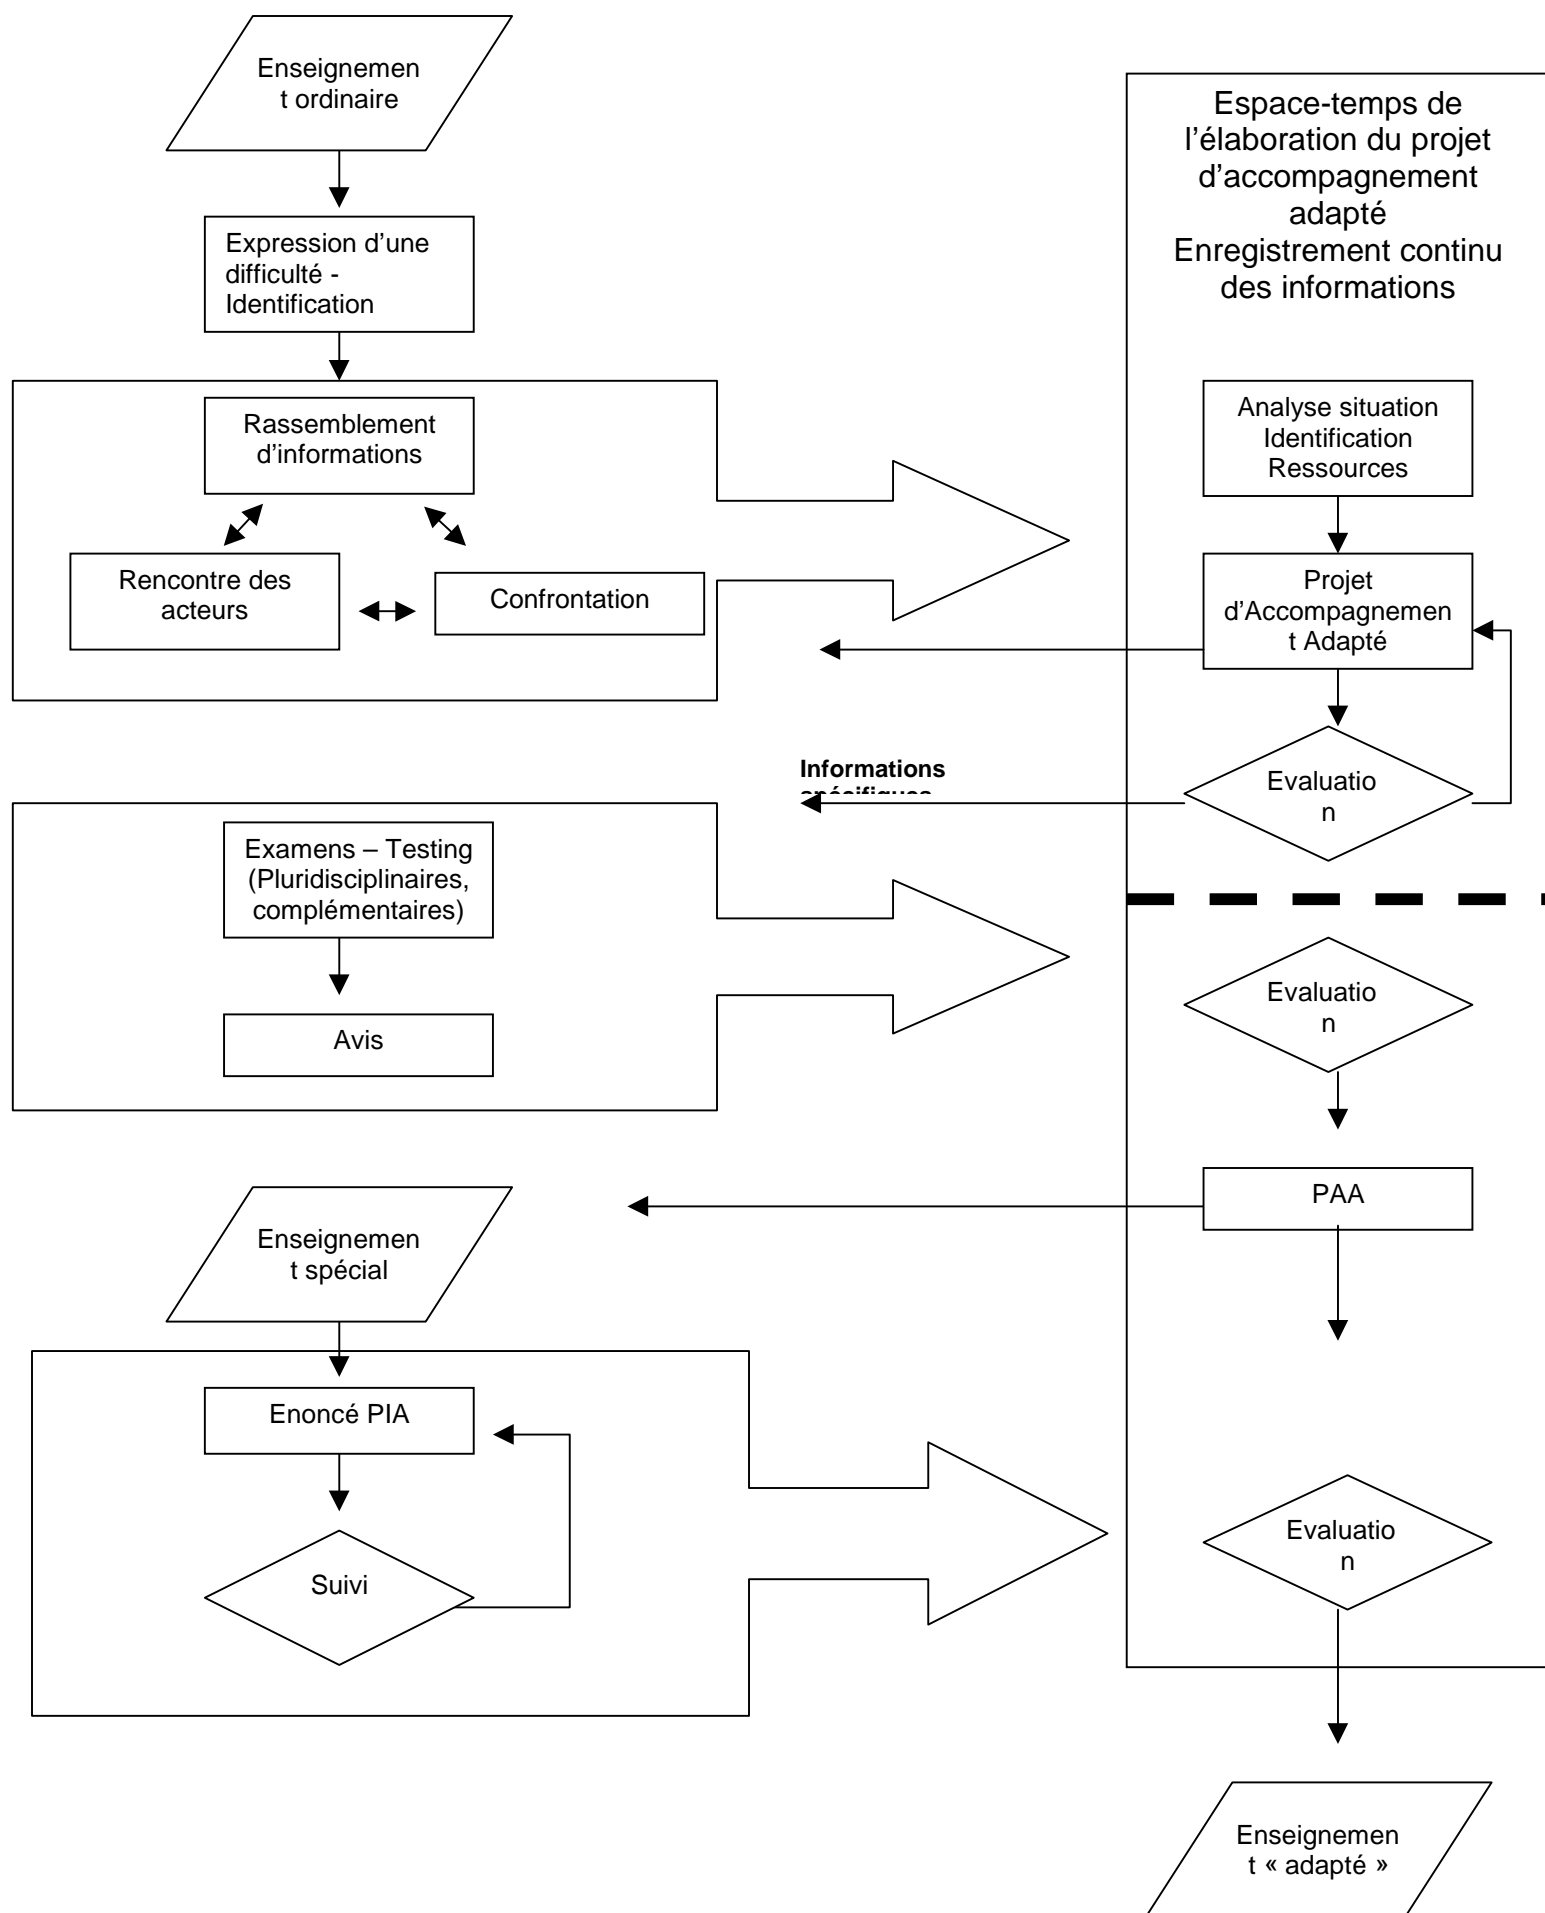 Enseignemen
t ordinaire
Expression d’une
difficulté -
Identification
Rassemblement
d’informations
Rencontre des
acteurs
Confrontation
Espace-temps de
l’élaboration du projet
d’accompagnement
adapté
Enregistrement continu
des informations
Analyse situation
Identification
Ressources
Projet
d’Accompagnemen
t Adapté
Evaluatio
n
Informations
spécifiques
Examens – Testing
(Pluridisciplinaires,
complémentaires)
Avis
Evaluatio
n
PAA
Enseignemen
t spécial
Enoncé PIA
Suivi
Evaluatio
n
Enseignemen
t « adapté »